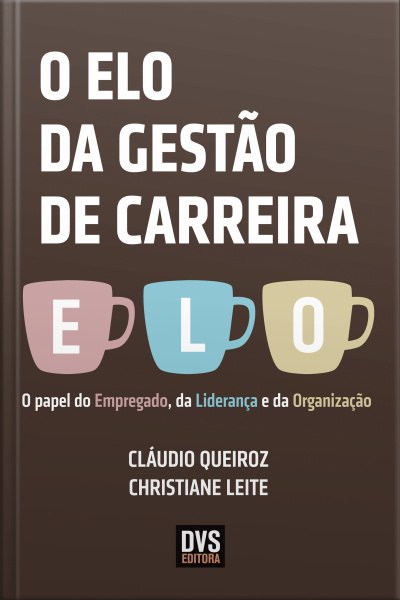 O ELO
DA GESTÃO
DE CARREIRA
E L O
O papel do Empregado, da Liderança e da Organização
CLÁUDIO QUEIROZ
CHRISTIANE LEITE
DVS
EDITORA